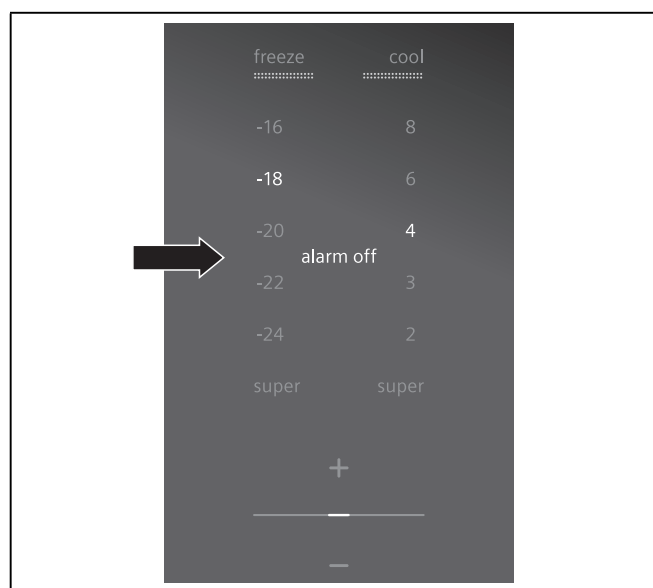 freeze cool
-16 8
-18 6
-20 4
alarm off
-22 3
-24 2
super super
+
–